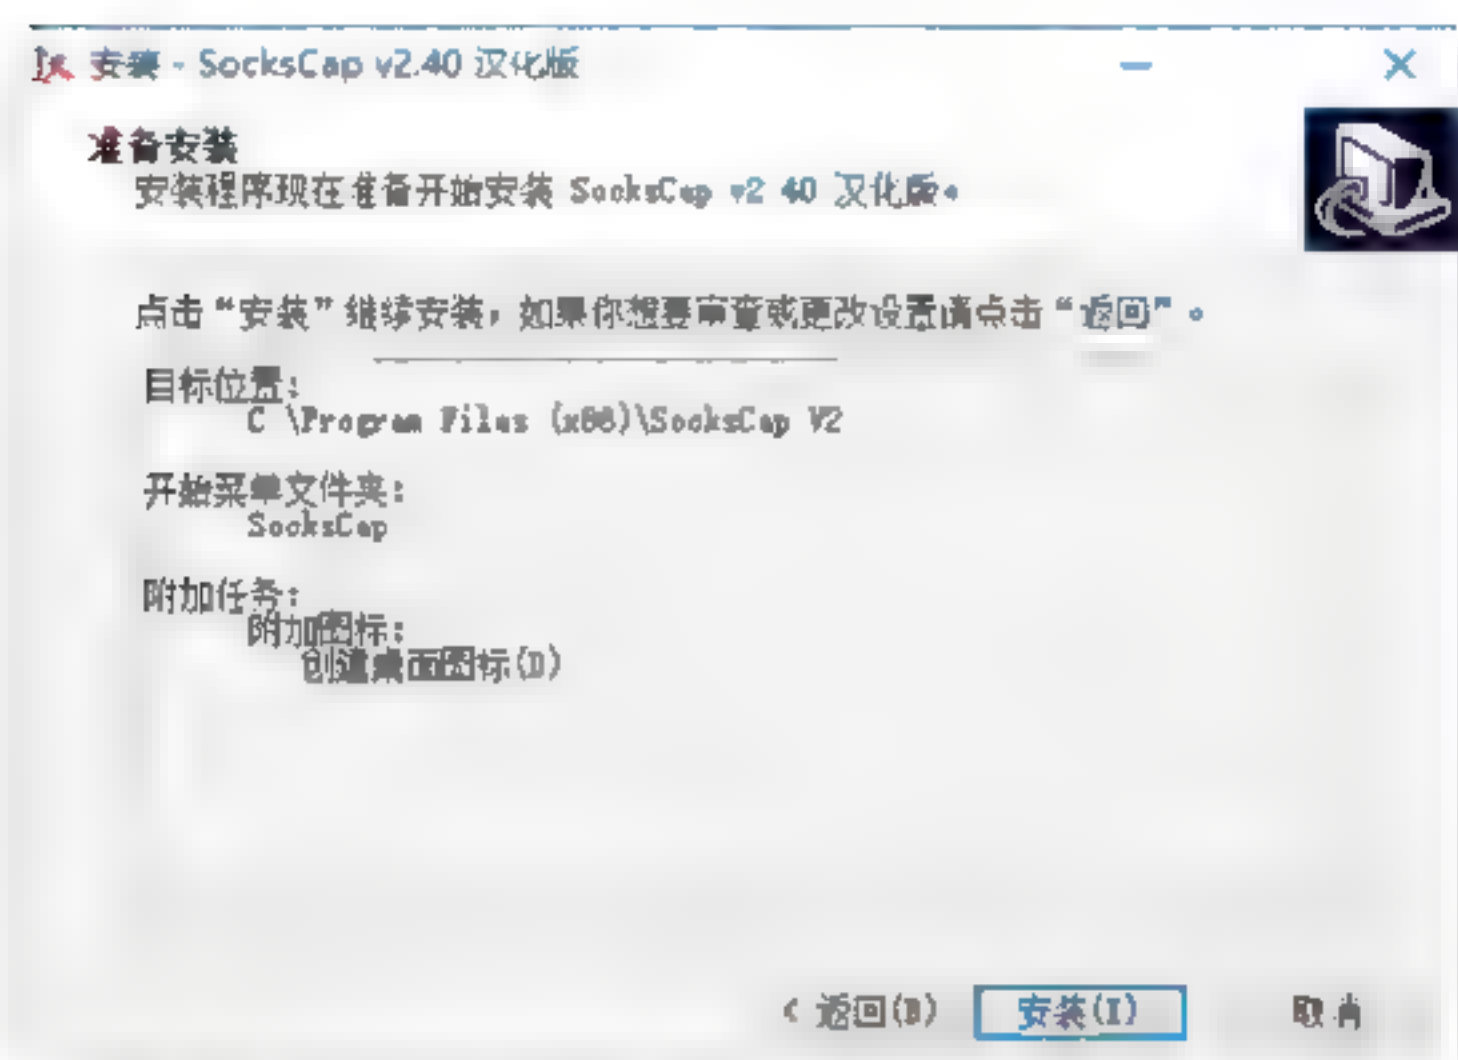 安装 - SocksCap v2.40 汉化版
准备安装
安装程序现在准备开始安装 SocksCap v2 40 汉化版。
点击“安装”继续安装，如果你想要审查或更改设置请点击“返回”。
目标位置：
C \Program Files (x86)\SocksCap V2
开始菜单文件夹：
SocksCap
附加任务：
附加图标：
创建桌面图标(D)
< 返回(B) 安装(I) 取消